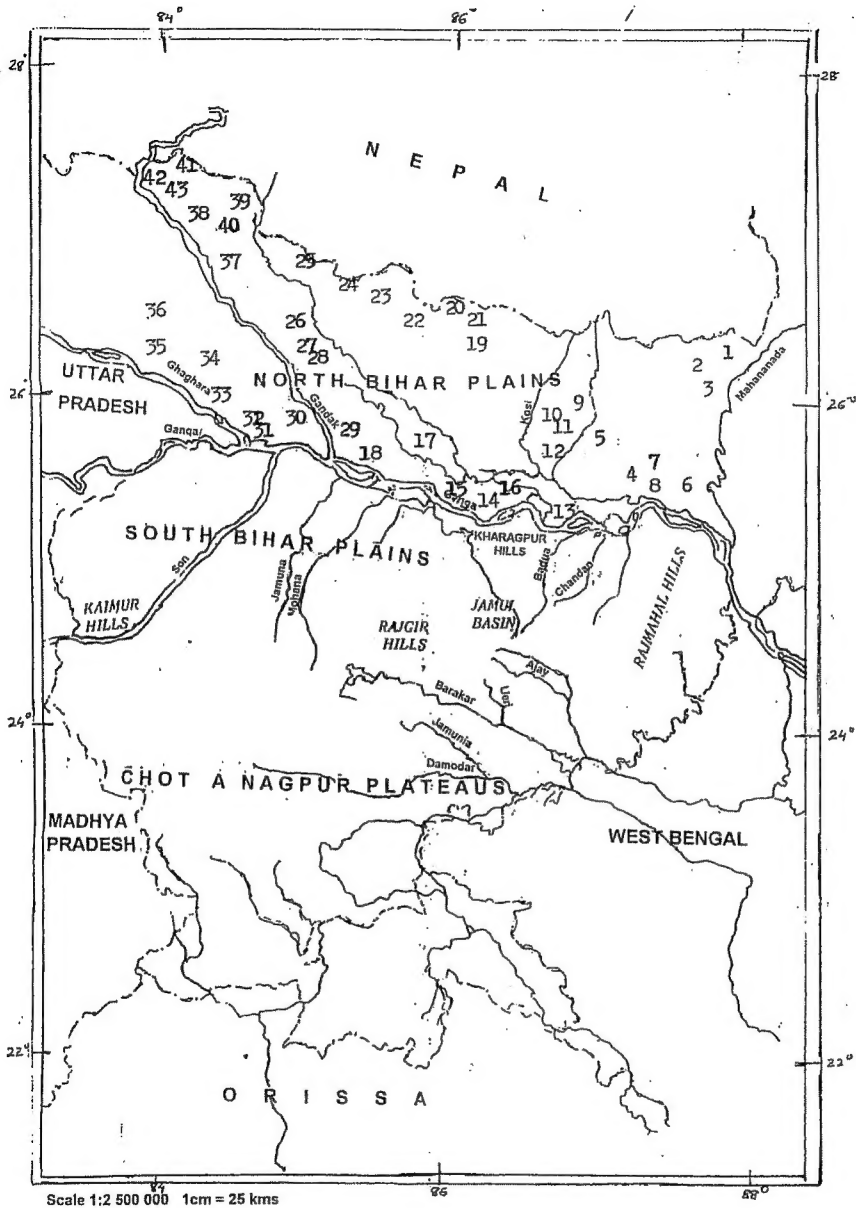 84° 86°
28° 28
N E P A L
41
42
43
39
38
40
37
25
24
23
20
36
26
22
21
35
27
28
19
1
34
2
Mahananada
Ghaghara
26° 26°
UTTAR
PRADESH
33
NORTH BIHAR PLAINS
3
Kosi
9
10
Gandak
32
31
30
29
11
Ganga
17
5
12
18
7
4
15
16
8
6
Ganga
14
13
SOUTH BIHAR PLAINS
KHARAGPUR
HILLS
Son
Jamuna
Mohana
Badua
Chandan
KAIMUR
HILLS
RAJGIR
HILLS
JAMUI
BASIN
RAJMAHAL HILLS
Ajay
Barakar
Usri
24° 24°
Jamunia
Damodar
CHOT A NAGPUR PLATEAUS
MADHYA
PRADESH
WEST BENGAL
22° 22°
O R I S S A
84° 86° 88°
Scale 1;2 500 000 1cm = 25 kms